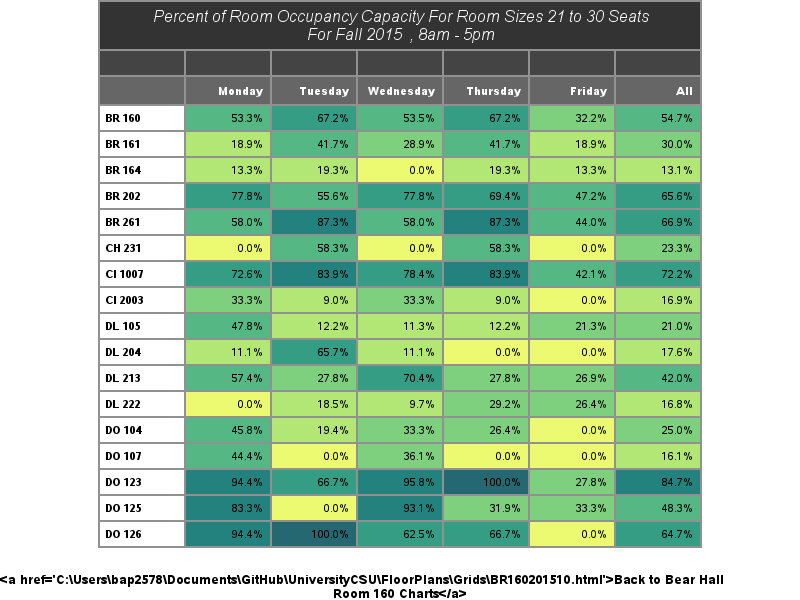 Percent of Room Occupancy Capacity For Room Sizes 21 to 30 Seats
For Fall 2015 , 8am - 5pm
Monday Tuesday Wednesday Thursday Friday All
BR 160 53.3% 67.2% 53.5% 67.2% 32.2% 54.7%
BR 161 18.9% 41.7% 28.9% 41.7% 18.9% 30.0%
BR 164 13.3% 19.3% 0.0% 19.3% 13.3% 13.1%
BR 202 77.8% 55.6% 77.8% 69.4% 47.2% 65.6%
BR 261 58.0% 87.3% 58.0% 87.3% 44.0% 66.9%
CH 231 0.0% 58.3% 0.0% 58.3% 0.0% 23.3%
CI 1007 72.6% 83.9% 78.4% 83.9% 42.1% 72.2%
CI 2003 33.3% 9.0% 33.3% 9.0% 0.0% 16.9%
DL 105 47.8% 12.2% 11.3% 12.2% 21.3% 21.0%
DL 204 11.1% 65.7% 11.1% 0.0% 0.0% 17.6%
DL 213 57.4% 27.8% 70.4% 27.8% 26.9% 42.0%
DL 222 0.0% 18.5% 9.7% 29.2% 26.4% 16.8%
DO 104 45.8% 19.4% 33.3% 26.4% 0.0% 25.0%
DO 107 44.4% 0.0% 36.1% 0.0% 0.0% 16.1%
DO 123 94.4% 66.7% 95.8% 100.0% 27.8% 84.7%
DO 125 83.3% 0.0% 93.1% 31.9% 33.3% 48.3%
DO 126 94.4% 100.0% 62.5% 66.7% 0.0% 64.7%
<a href='C:\Users\bap2578\Documents\GitHub\UniversityCSU\FloorPlans\Grids\BR160201510.html'>Back to Bear Hall
Room 160 Charts</a>